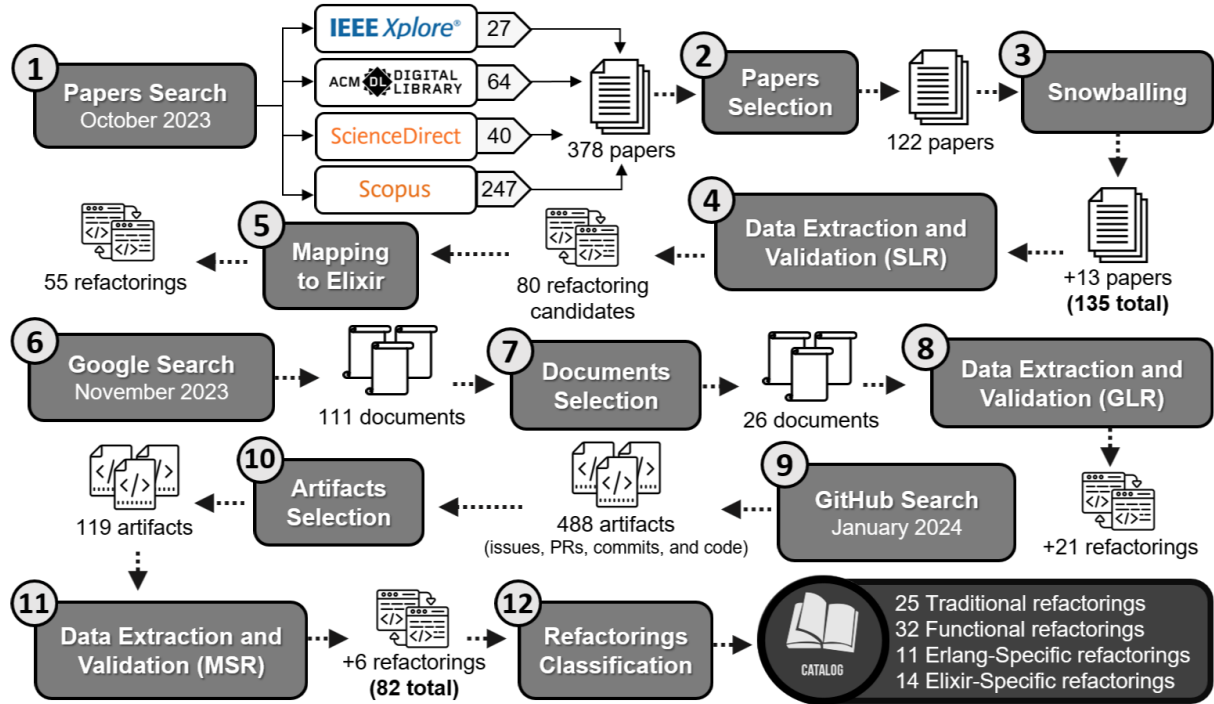 1
Papers Search
October 2023
IEEE Xplore®
27
ACM DL DIGITAL
LIBRARY
64
ScienceDirect
40
Scopus
247
378 papers
2
Papers
Selection
122 papers
3
Snowballing
+13 papers
(135 total)
4
Data Extraction and
Validation (SLR)
80 refactoring
candidates
5
Mapping
to Elixir
55 refactorings
6
Google Search
November 2023
111 documents
7
Documents
Selection
26 documents
8
Data Extraction and
Validation (GLR)
+21 refactorings
9
GitHub Search
January 2024
488 artifacts
(issues, PRs, commits, and code)
10
Artifacts
Selection
119 artifacts
11
Data Extraction and
Validation (MSR)
+6 refactorings
(82 total)
12
Refactorings
Classification
CATALOG
25 Traditional refactorings
32 Functional refactorings
11 Erlang-Specific refactorings
14 Elixir-Specific refactorings